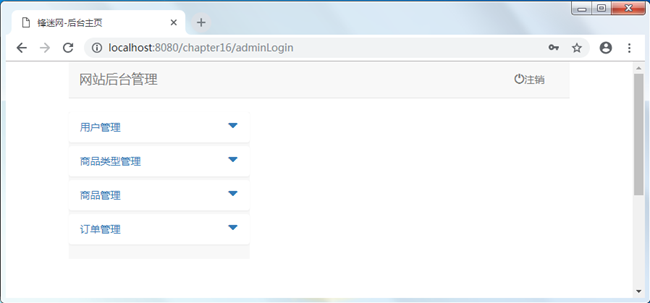 锋迷网-后台主页
localhost:8080/chapter16/adminLogin
网站后台管理
注销
用户管理
商品类型管理
商品管理
订单管理